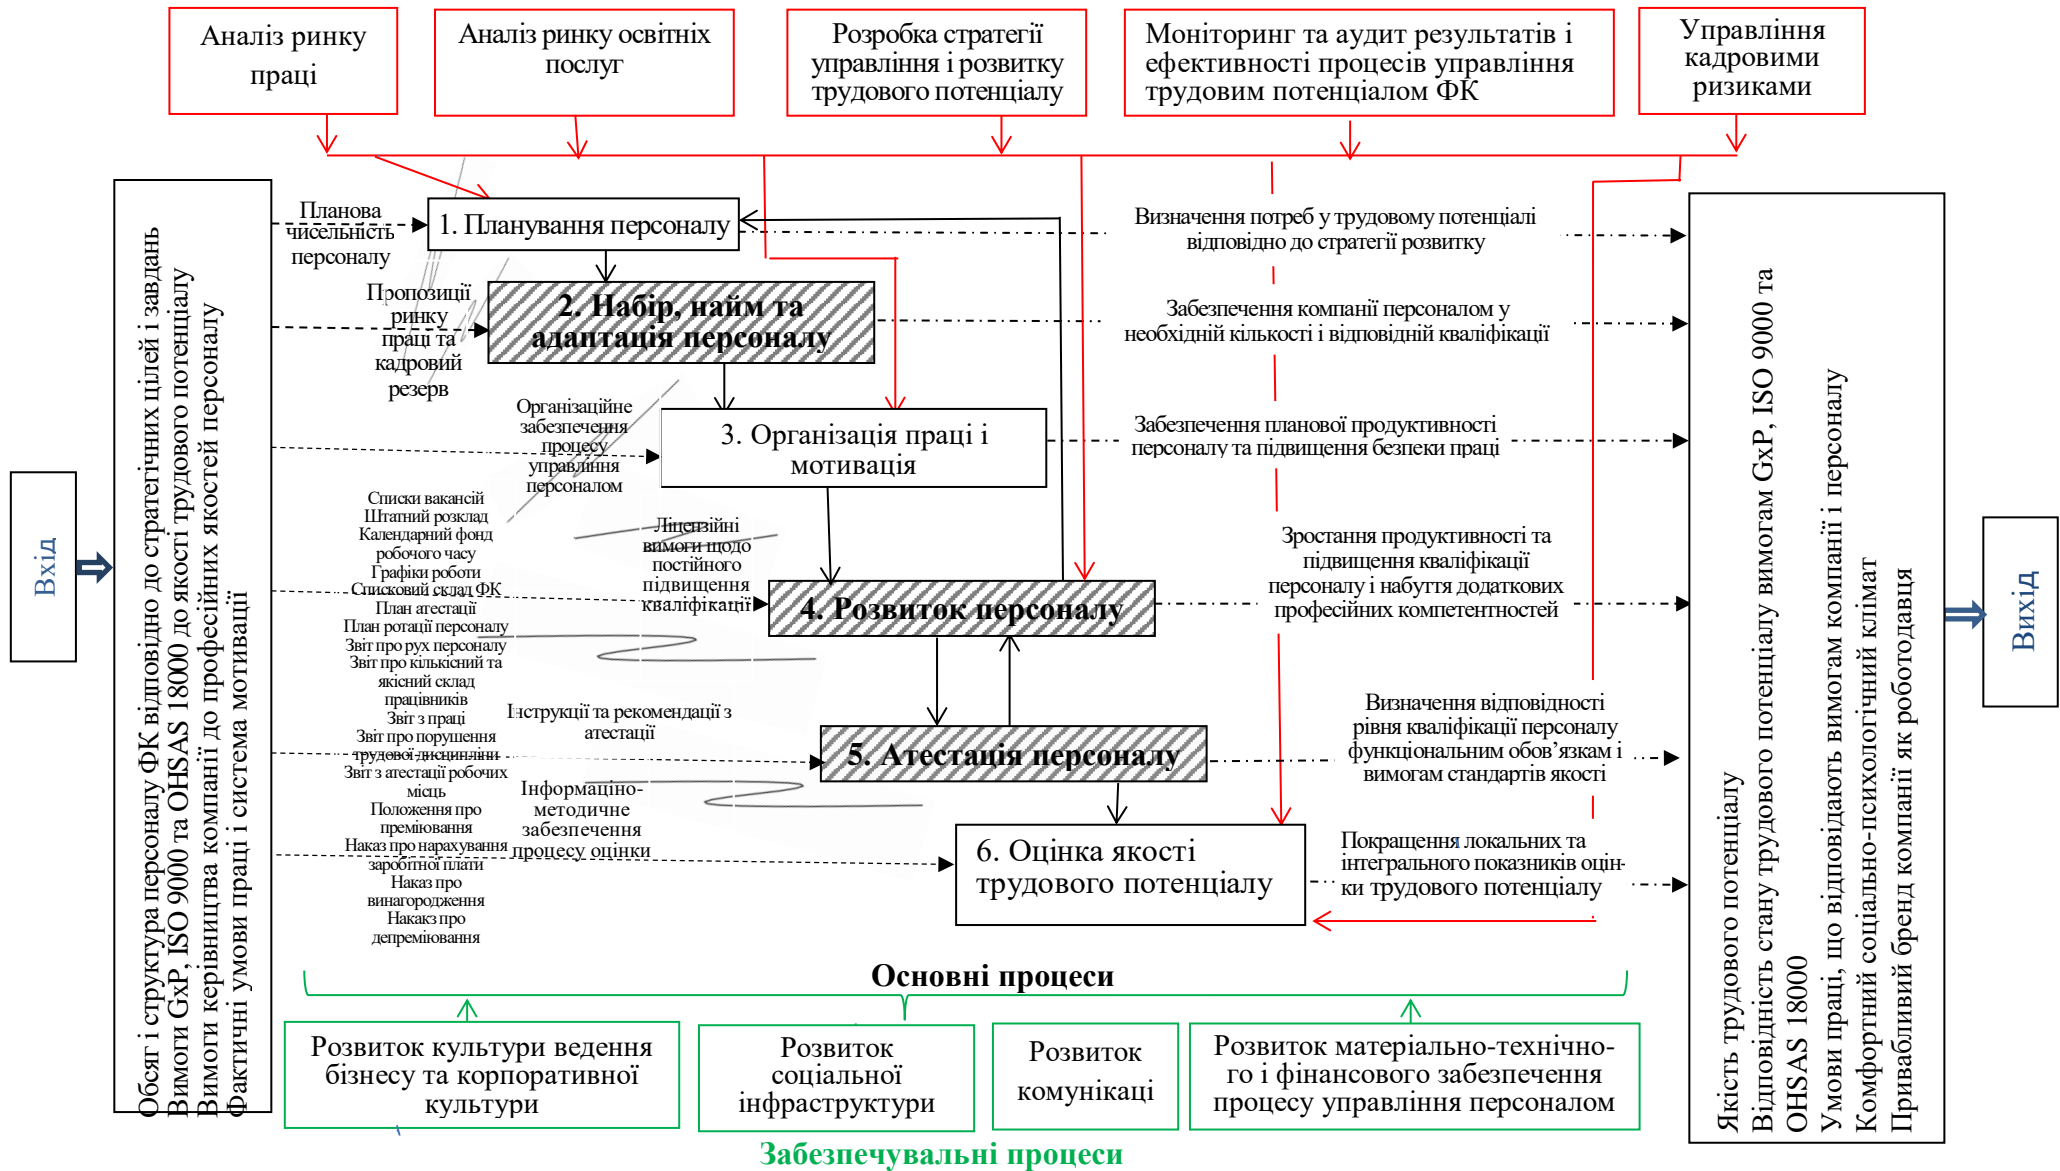 Аналіз ринку
праці
Аналіз ринку освітніх
послуг
Розробка стратегії
управління і розвитку
трудового потенціалу
Моніторинг та аудит результатів і
ефективності процесів управління
трудовим потенціалом ФК
Управління
кадровими
ризиками
Вхід
Обсяг і структура персоналу ФК відповідно до стратегічних цілей і завдань
Вимоги GxP, ISO 9000 та OHSAS 18000 до якості трудового потенціалу
Вимоги керівництва компанії до професійних якостей персоналу
Фактичні умови праці і система мотивації
Планова
чисельність
персоналу
1. Планування персоналу
Визначення потреб у трудовому потенціалі
відповідно до стратегії розвитку
Пропозиції
ринку
праці та
кадровий
резерв
2. Набір, найм та
адаптація персоналу
Забезпечення компанії персоналом у
необхідній кількості і відповідній кваліфікації
Організаційне
забезпечення
процесу
управління
персоналом
3. Організація праці і
мотивація
Забезпечення планової продуктивності
персоналу та підвищення безпеки праці
Списки вакансій
Штатний розклад
Календарний фонд
робочого часу
Графіки роботи
Списковий склад ФК
План атестації
План ротації персоналу
Звіт про рух персоналу
Звіт про кількісний та
якісний склад
працівників
Звіт з праці
Звіт про порушення
трудової дисципліни
Звіт з атестації робочих
місць
Положення про
преміювання
Наказ про нарахування
заробітної плати
Наказ про
винагородження
Накакз про
депреміювання
Ліцензійні
вимоги щодо
постійного
підвищення
кваліфікації
4. Розвиток персоналу
Зростання продуктивності та
підвищення кваліфікації
персоналу і набуття додаткових
професійних компетентностей
Інструкції та рекомендації з
атестації
5. Атестація персоналу
Визначення відповідності
рівня кваліфікації персоналу
функціональним обов’язкам і
вимогам стандартів якості
Інформаціно-
методичне
забезпечення
процесу оцінки
6. Оцінка якості
трудового потенціалу
Покращення локальних та
інтегрального показників оцін-
ки трудового потенціалу
Якість трудового потенціалу
Відповідність стану трудового потенціалу вимогам GxP, ISO 9000 та
OHSAS 18000
Умови праці, що відповідають вимогам компанії і персоналу
Комфортний соціально-психологічний клімат
Привабливий бренд компанії як роботодавця
Вихід
Основні процеси
Розвиток культури ведення
бізнесу та корпоративної
культури
Розвиток
соціальної
інфраструктури
Розвиток
комунікаці
Розвиток матеріально-технічно-
го і фінансового забезпечення
процесу управління персоналом
Забезпечувальні процеси